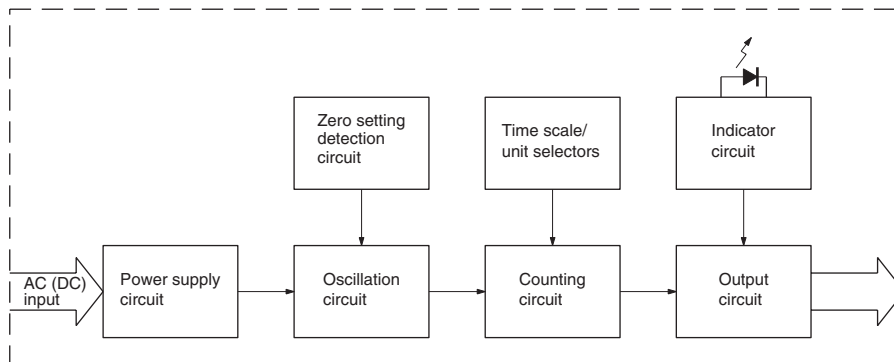 Zero setting
detection
circuit
Time scale/
unit selectors
Indicator
circuit
AC (DC)
input
Power supply
circuit
Oscillation
circuit
Counting
circuit
Output
circuit